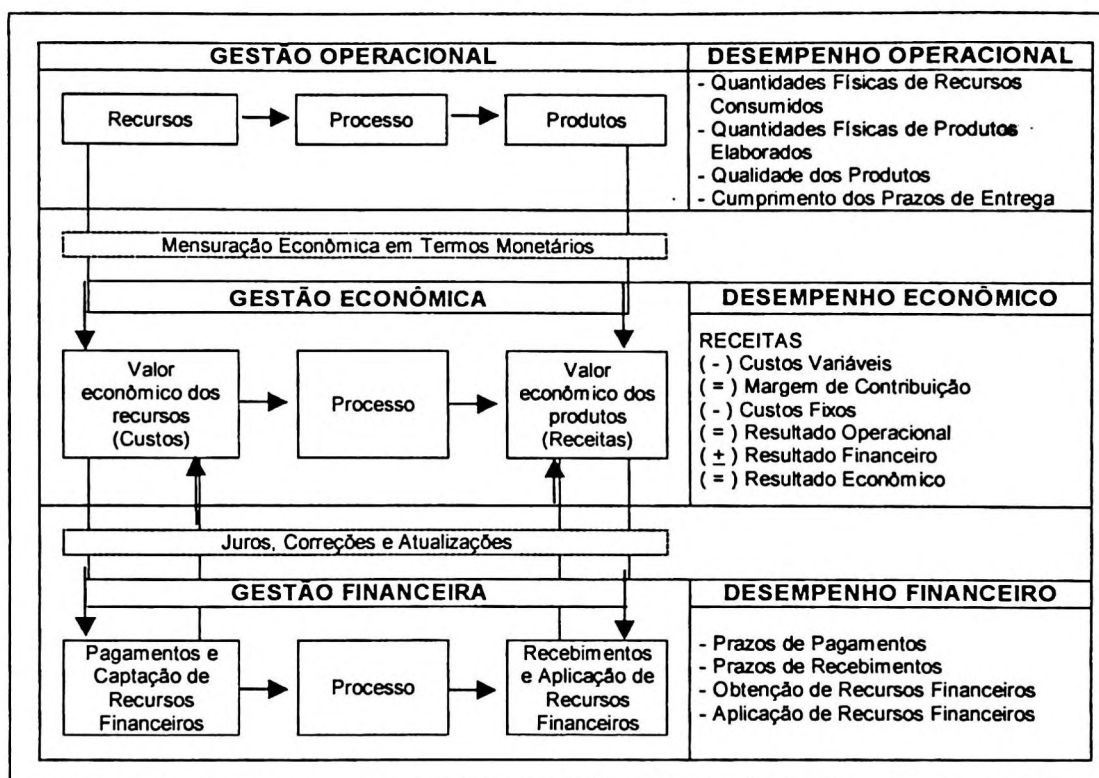 GESTÃO OPERACIONAL
DESEMPENHO OPERACIONAL
Recursos
Processo
Produtos
- Quantidades Físicas de Recursos
Consumidos
- Quantidades Físicas de Produtos
Elaborados
- Qualidade dos Produtos
- Cumprimento dos Prazos de Entrega
Mensuração Econômica em Termos Monetários
GESTÃO ECONÔMICA
DESEMPENHO ECONÔMICO
Valor
econômico dos
recursos
(Custos)
Processo
Valor
econômico dos
produtos
(Receitas)
RECEITAS
( - ) Custos Variáveis
( = ) Margem de Contribuição
( - ) Custos Fixos
( = ) Resultado Operacional
( ± ) Resultado Financeiro
( = ) Resultado Econômico
Juros, Correções e Atualizações
GESTÃO FINANCEIRA
DESEMPENHO FINANCEIRO
Pagamentos e
Captação de
Recursos
Financeiros
Processo
Recebimentos
e Aplicação de
Recursos
Financeiros
- Prazos de Pagamentos
- Prazos de Recebimentos
- Obtenção de Recursos Financeiros
- Aplicação de Recursos Financeiros